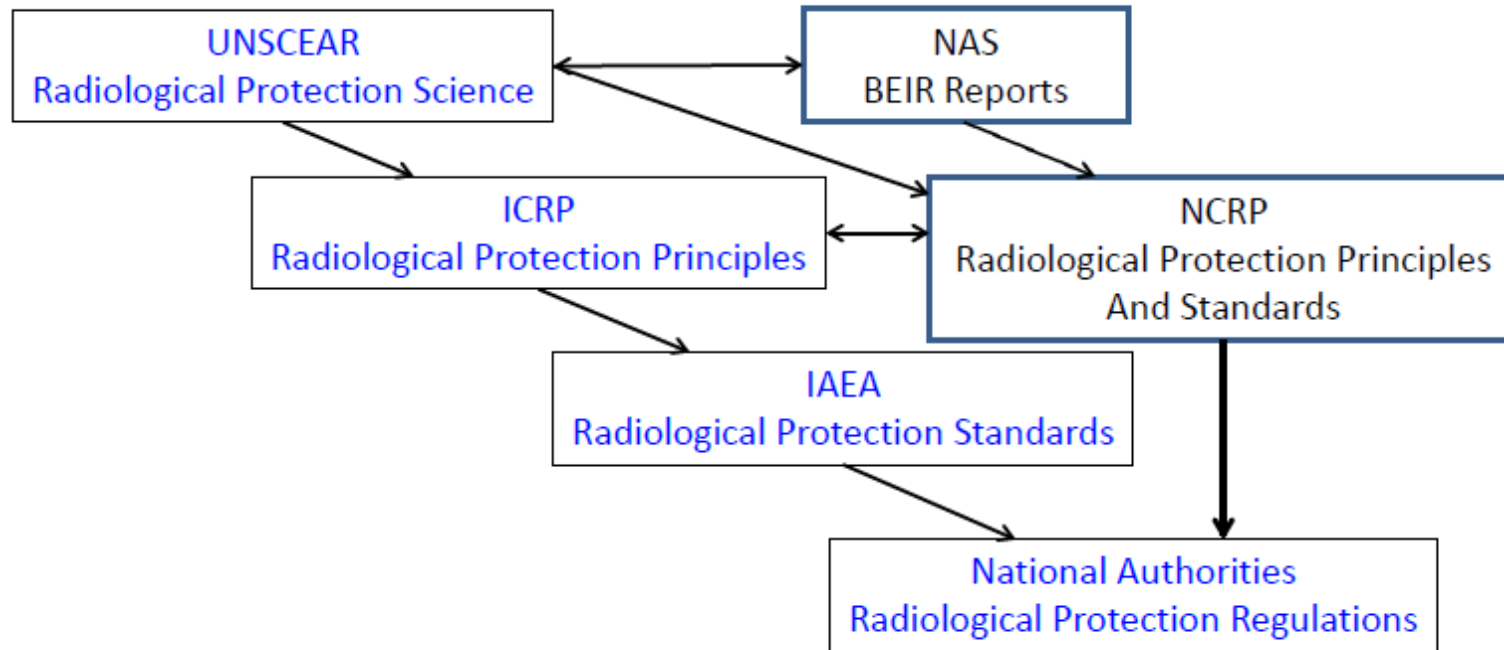 UNSCEAR
Radiological Protection Science
NAS
BEIR Reports
ICRP
Radiological Protection Principles
NCRP
Radiological Protection Principles
And Standards
IAEA
Radiological Protection Standards
National Authorities
Radiological Protection Regulations